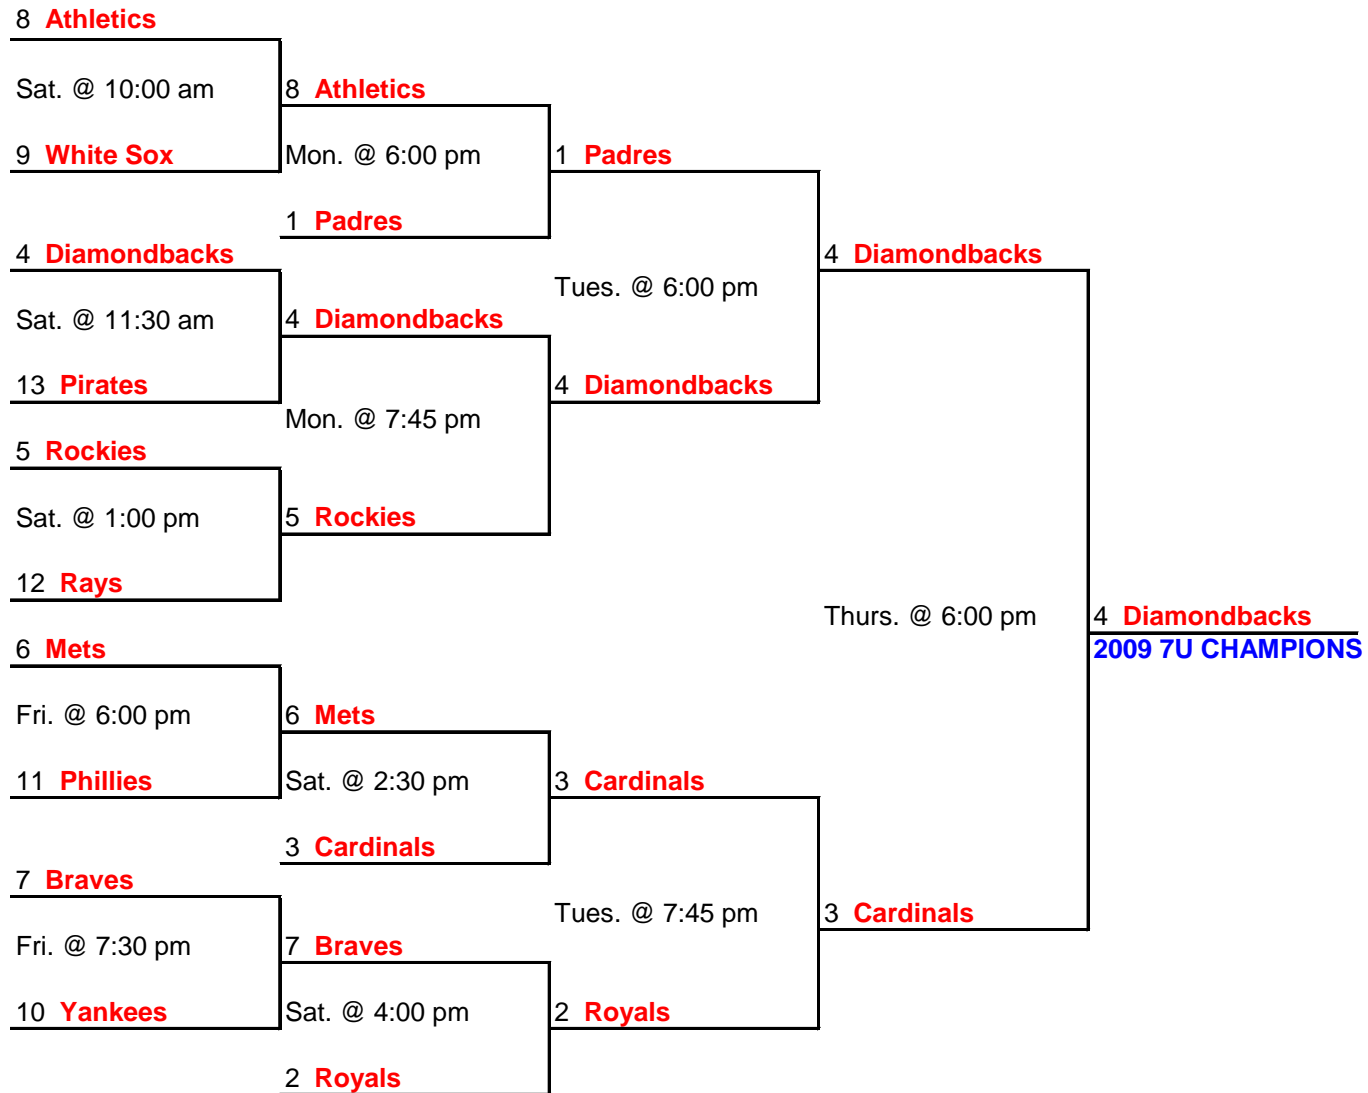 8 Athletics
Sat. @ 10:00 am
8 Athletics
9 White Sox
Mon. @ 6:00 pm
1 Padres
1 Padres
4 Diamondbacks
4 Diamondbacks
Tues. @ 6:00 pm
Sat. @ 11:30 am
4 Diamondbacks
13 Pirates
4 Diamondbacks
Mon. @ 7:45 pm
5 Rockies
Sat. @ 1:00 pm
5 Rockies
12 Rays
Thurs. @ 6:00 pm
4 Diamondbacks
2009 7U CHAMPIONS
6 Mets
Fri. @ 6:00 pm
6 Mets
11 Phillies
Sat. @ 2:30 pm
3 Cardinals
3 Cardinals
7 Braves
Tues. @ 7:45 pm
3 Cardinals
Fri. @ 7:30 pm
7 Braves
10 Yankees
Sat. @ 4:00 pm
2 Royals
2 Royals